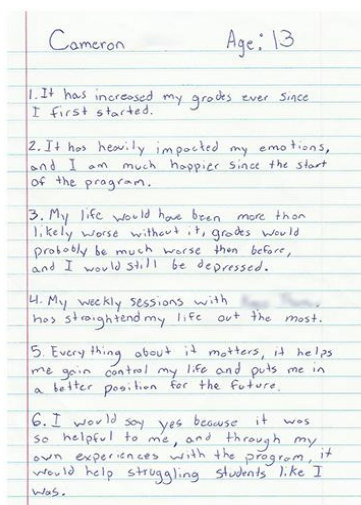 Cameron Age: 13
1. It has increased my grades ever since
I first started.
2. It has heavily impacted my emotions,
and I am much happier since the start
of the program.
3. My life would have been more than
likely worse without it, grades would
probably be much worse then before,
and I would still be depressed.
4. My weekly sessions with
has straightend my life out the most.
5. Everything about it matters, it helps
me gain control my life and puts me in
a better position for the future.
6. I would say yes because it was
so helpful to me, and through my
own experiences with the program, it
would help struggling students like I
was.